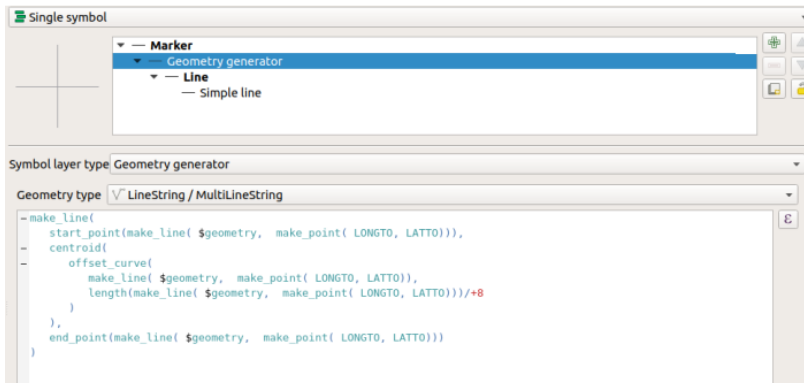 Single symbol
Marker
Geometry generator
Line
Simple line
Symbol layer type Geometry generator
Geometry type LineString / MultiLineString
make_line(
start_point(make_line( $geometry, make_point( LONGTO, LATTO))),
centroid(
offset_curve(
make_line( $geometry, make_point( LONGTO, LATTO)),
length(make_line( $geometry, make_point( LONGTO, LATTO)))/+8
)
),
end_point(make_line( $geometry, make_point( LONGTO, LATTO)))
)
ε